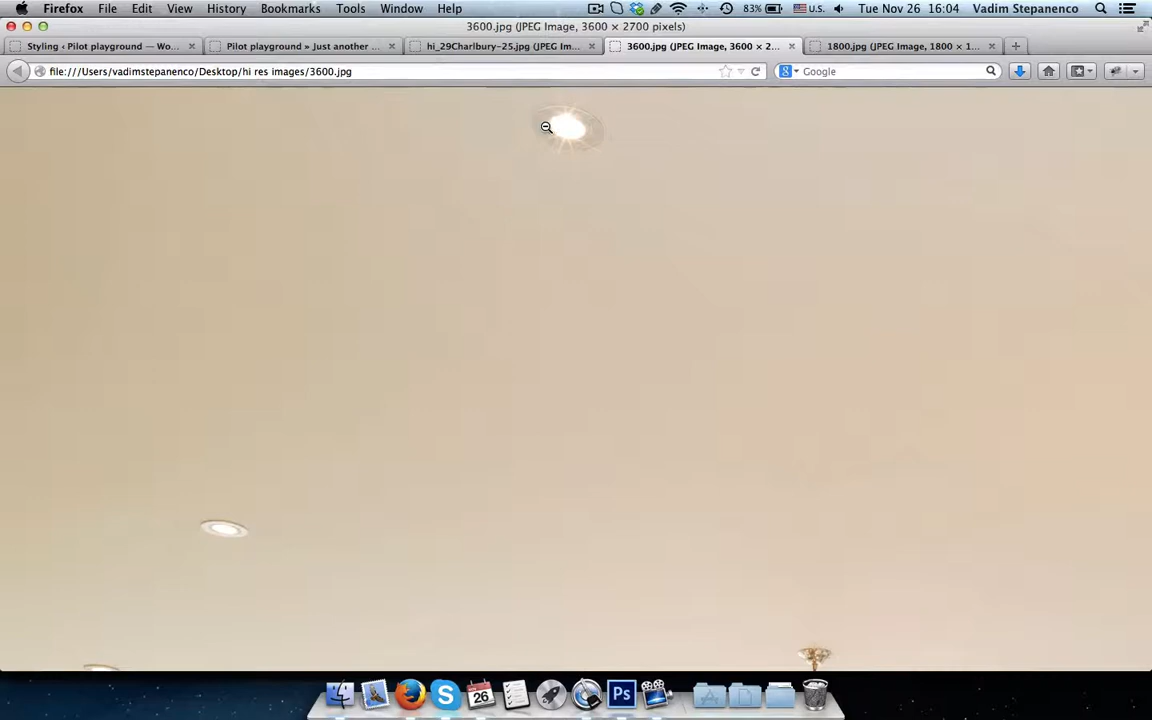 Firefox File Edit View History Bookmarks Tools Window Help 83% U.S. Tue Nov 26 16:04 Vadim Stepanenco
3600.jpg (JPEG Image, 3600 × 2700 pixels)
Styling ‹ Pilot playground — Wo... Pilot playground » Just another ... hi_29Charlbury-25.jpg (JPEG Im... 3600.jpg (JPEG Image, 3600 × 2... 1800.jpg (JPEG Image, 1800 × 1...
file:///Users/vadimstepanenco/Desktop/hi res images/3600.jpg Google
26
Ps